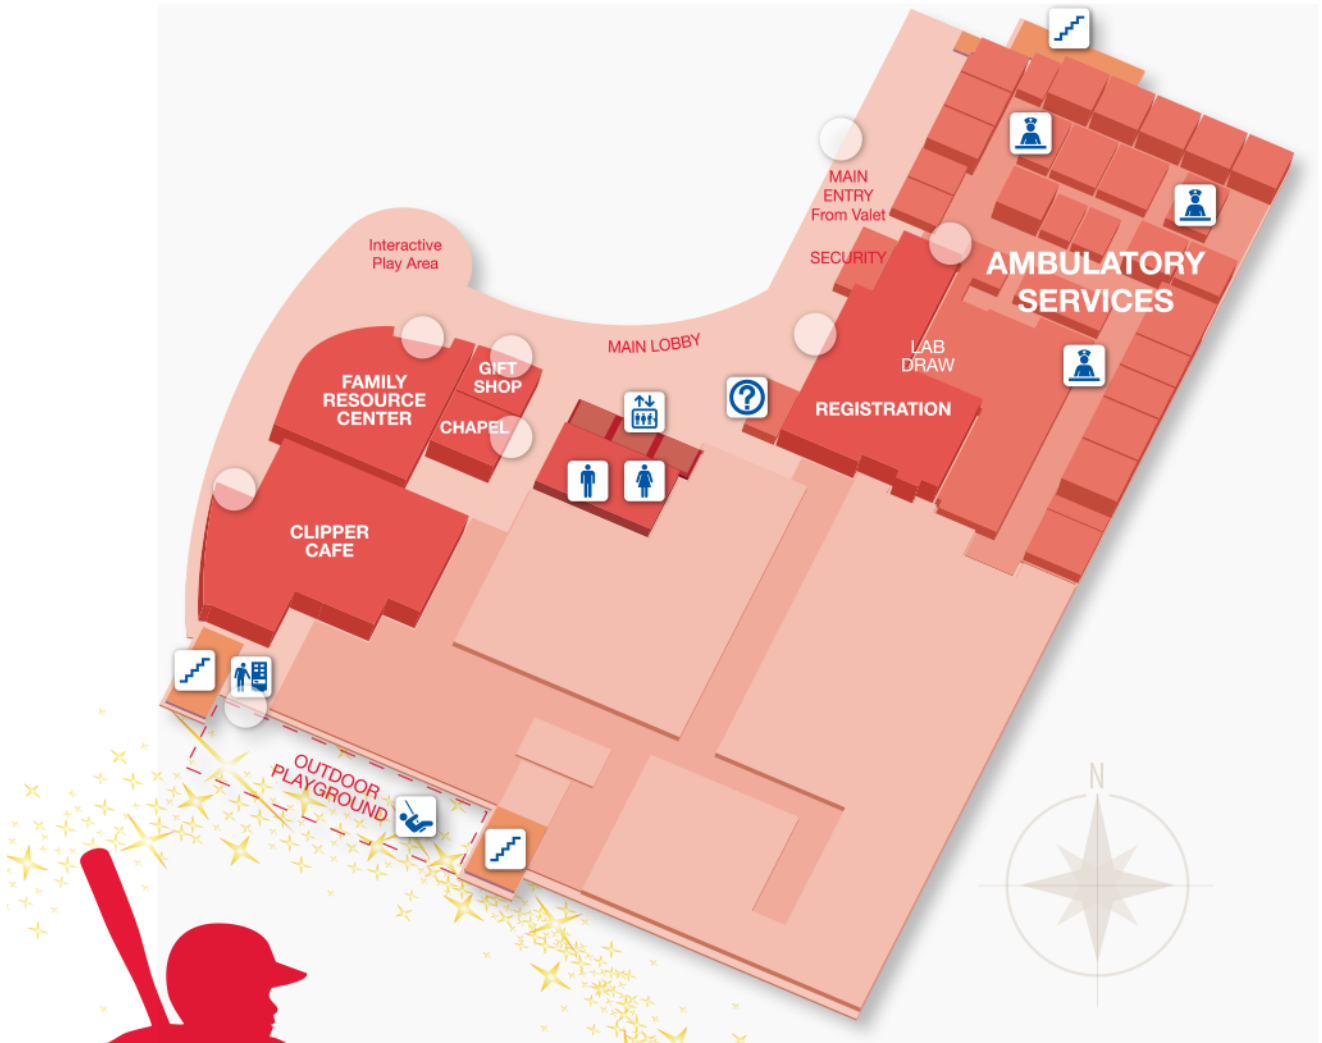 MAIN
ENTRY
From Valet
Interactive
Play Area
SECURITY
AMBULATORY
SERVICES
MAIN LOBBY
LAB
DRAW
GIFT
SHOP
FAMILY
RESOURCE
CENTER
CHAPEL
?
REGISTRATION
CLIPPER
CAFE
OUTDOOR
PLAYGROUND
N